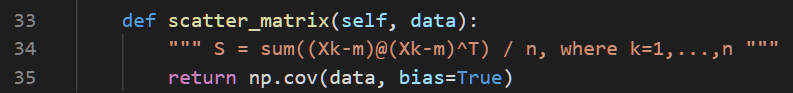 33 def scatter_matrix(self, data):
34 """ S = sum((Xk-m)@(Xk-m)^T) / n, where k=1,...,n """
35 return np.cov(data, bias=True)